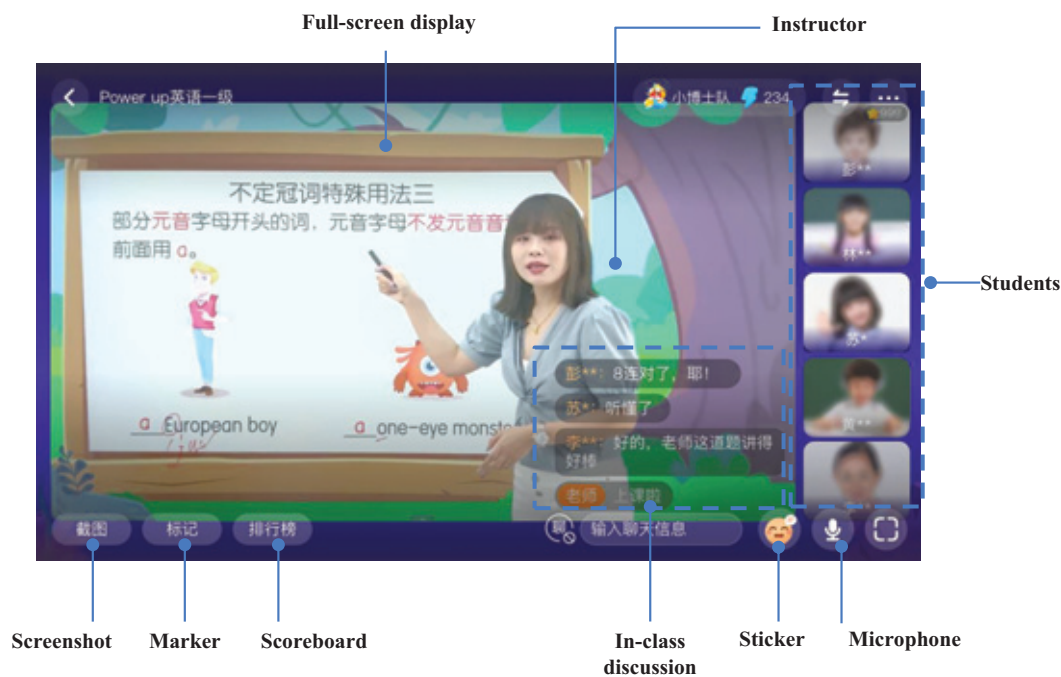 Full-screen display
Instructor
Power up英语一级
小博士队 234
不定冠词特殊用法三
部分元音字母开头的词，元音字母不发元音音
前面用 a。
彭**
林**
Students
苏*
彭**：8连对了，耶！
苏*：听懂了
李**：好的，老师这道题讲得
好棒
老师 上课啦
黄**
a European boy
a one-eye monste
截图
标记
排行榜
聊
输入聊天信息
Screenshot
Marker
Scoreboard
In-class
discussion
Sticker
Microphone